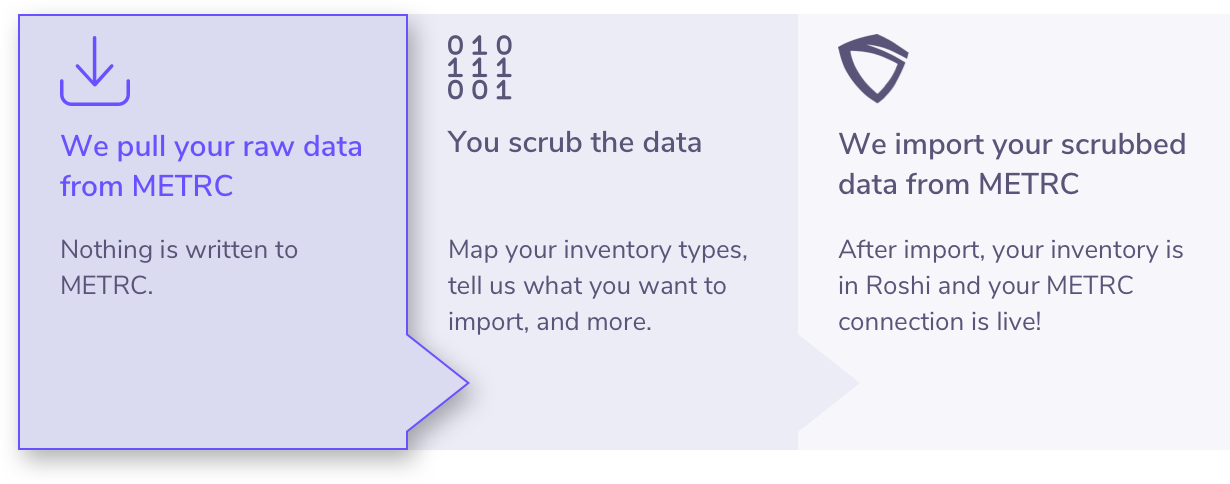 We pull your raw data
from METRC
Nothing is written to
METRC.
010
111
001
You scrub the data
Map your inventory types,
tell us what you want to
import, and more.
We import your scrubbed
data from METRC
After import, your inventory is
in Roshi and your METRC
connection is live!